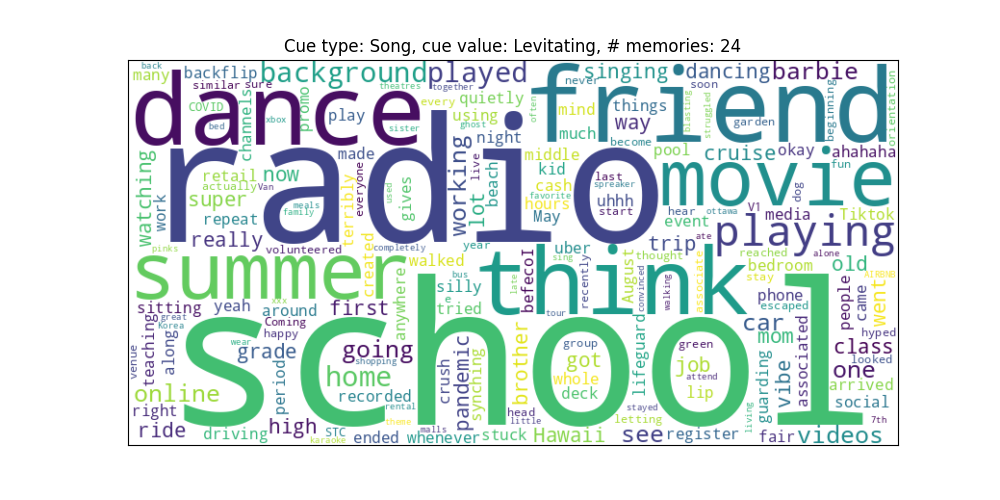 Cue type: Song, cue value: Levitating, # memories: 24
back
many
backflip
background
played
singing
dancing
barbie
similar
sure
theatres
together
never
soon
dance
friend
COVID
channels
xbox
promo
play
every
quietly
using
often
mind
things
way
blasting
struggled
garden
beginning
orientation
bed
sister
ghost
night
much
become
radio
made
working
live
middle
kid
pool
cruise
okay
ahahaha
watching
work
retail
now
actually
Van
super
meals
family
repeat
terribly
everyone
used
gives
lot
beach
cash
favorite
hours
May
last
spreaker
uhhh
start
movie
fun
dog
hear
ottawa
V1
media
Tiktok
event
really
volunteered
completely
year
uber
trip
ate
playing
reached
alone
pinks
summer
created
walked
bus
silly
e
tried
think
late
befecol
sing
recently
thought
August
convinced
walking
associate
bedroom
stay
old
AIRBNB
sitting
yeah
xxx
around
first
anywhere
phone
escaped
people
came
went
great
Korea
Coming
happy
wear
tour
car
hyped
venue
teaching
along
grade
period
going
shopping
home
school
pandemic
crush
synching
brother
group
got
whole
deck
lifeguard
green
job
attend
lip
mom
guarding
vibe
associated
class
looked
one
arrived
online
recorded
rental
head
little
stayed
letting
living
social
7th
right
ride
driving
high
STC
karaoke
theme
malls
ended
whenever
stuck
Hawaii
see
register
fair
videos